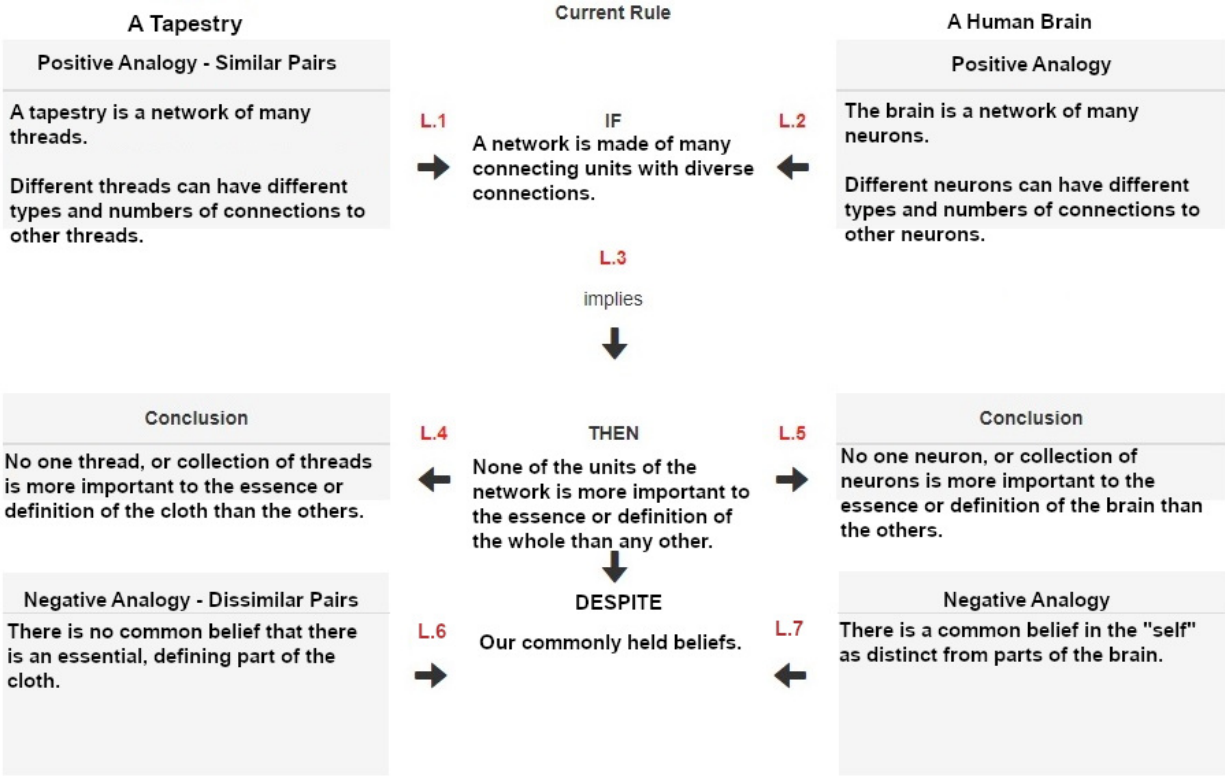 A Tapestry
Current Rule
A Human Brain
Positive Analogy - Similar Pairs
Positive Analogy
A tapestry is a network of many
threads.
Different threads can have different
types and numbers of connections to
other threads.
L.1
IF
A network is made of many
connecting units with diverse
connections.
L.2
The brain is a network of many
neurons.
Different neurons can have different
types and numbers of connections to
other neurons.
L.3
implies
Conclusion
No one thread, or collection of threads
is more important to the essence or
definition of the cloth than the others.
L.4
THEN
None of the units of the
network is more important to
the essence or definition of
the whole than any other.
L.5
Conclusion
No one neuron, or collection of
neurons is more important to the
essence or definition of the brain than
the others.
Negative Analogy - Dissimilar Pairs
There is no common belief that there
is an essential, defining part of the
cloth.
L.6
DESPITE
Our commonly held beliefs.
L.7
Negative Analogy
There is a common belief in the "self"
as distinct from parts of the brain.